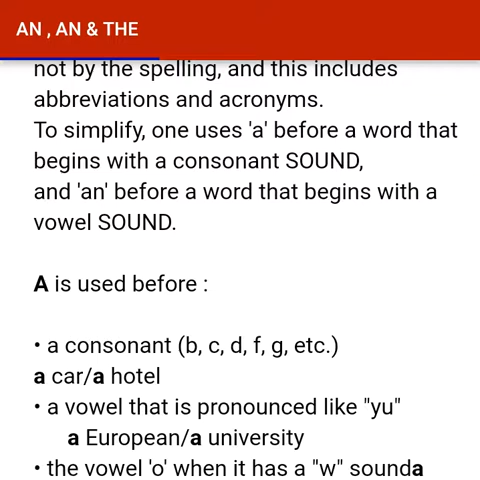 AN , AN & THE
not by the spelling, and this includes
abbreviations and acronyms.
To simplify, one uses 'a' before a word that
begins with a consonant SOUND,
and 'an' before a word that begins with a
vowel SOUND.
A is used before :
• a consonant (b, c, d, f, g, etc.)
a car/a hotel
• a vowel that is pronounced like "yu"
a European/a university
• the vowel 'o' when it has a "w" sounda